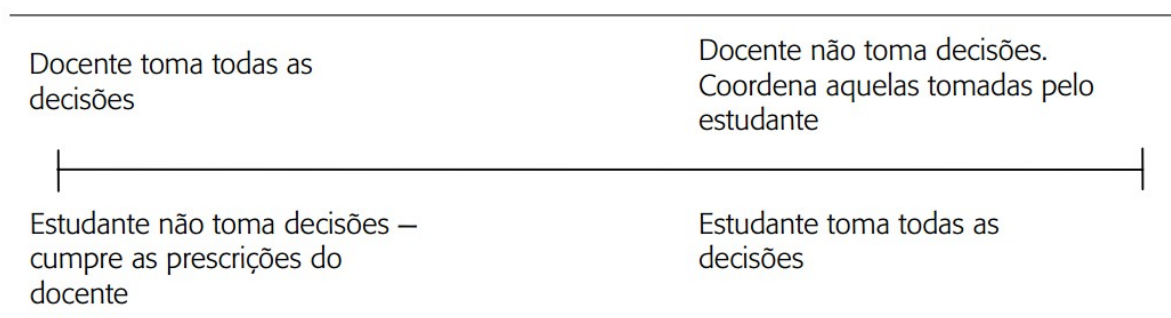 Docente toma todas as
decisões
Docente não toma decisões.
Coordena aquelas tomadas pelo
estudante
Estudante não toma decisões —
cumpre as prescrições do
docente
Estudante toma todas as
decisões